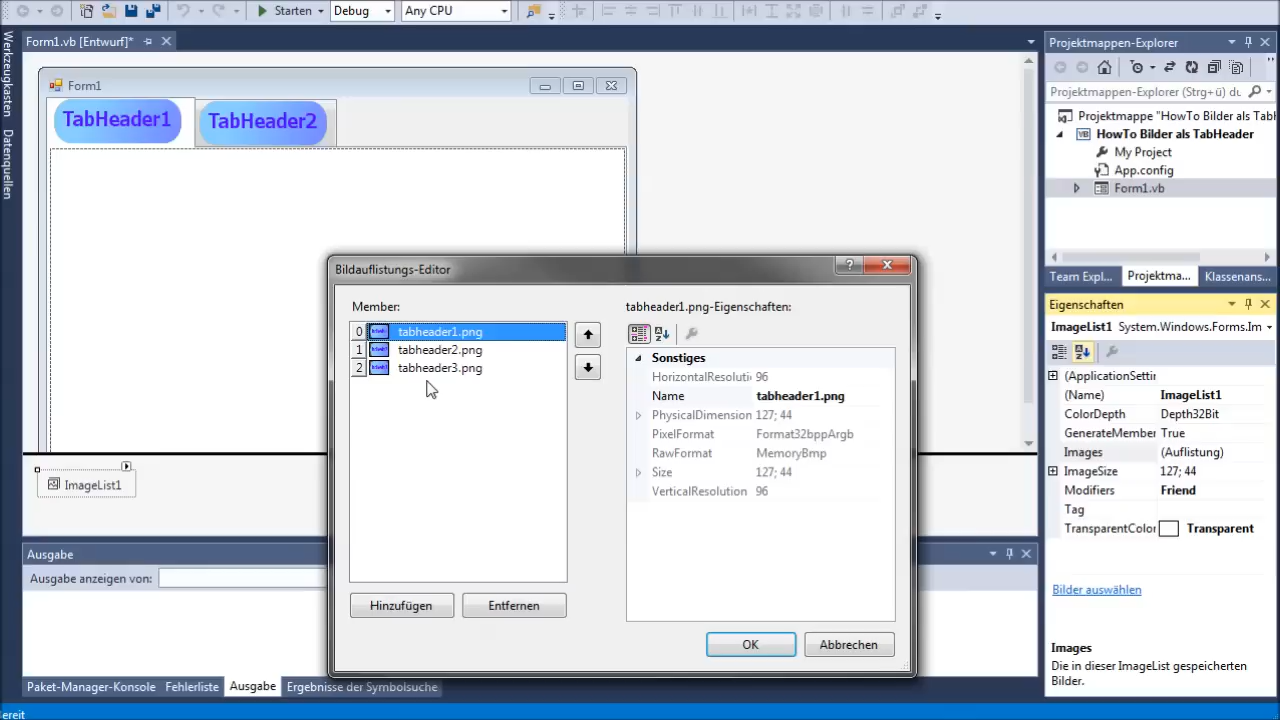 Starten
Debug
Any CPU
Form1.vb [Entwurf]*
Werkzeugkasten
Datenquellen
Form1
TabHeader1
TabHeader2
ImageList1
Bildauflistungs-Editor
Member:
0 tabheader1.png
1 tabheader2.png
2 tabheader3.png
Hinzufügen
Entfernen
tabheader1.png-Eigenschaften:
Sonstiges
HorizontalResoluti 96
Name tabheader1.png
PhysicalDimension 127; 44
PixelFormat Format32bppArgb
RawFormat MemoryBmp
Size 127; 44
VerticalResolution 96
OK
Abbrechen
Ausgabe
Ausgabe anzeigen von:
Paket-Manager-Konsole
Fehlerliste
Ausgabe
Ergebnisse der Symbolsuche
Projektmappen-Explorer
Projektmappen-Explorer (Strg+ü) du
Projektmappe "HowTo Bilder als Tab
HowTo Bilder als TabHeader
My Project
App.config
Form1.vb
Team Expl...
Projektma...
Klassenans...
Eigenschaften
ImageList1 System.Windows.Forms.Im
(ApplicationSettin
(Name) ImageList1
ColorDepth Depth32Bit
GenerateMember True
Images (Auflistung)
ImageSize 127; 44
Modifiers Friend
Tag
TransparentColor Transparent
Bilder auswählen
Images
Die in dieser ImageList gespeicherten
Bilder.
ereit